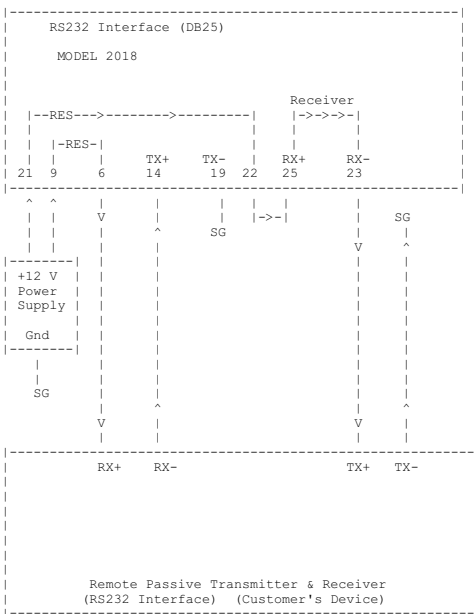 RS232 Interface (DB25)
MODEL 2018
Receiver
|--RES--->-------->---------| |->->->-|
|-RES-|
TX+ TX- RX+ RX-
21 9 6 14 19 22 25 23
^ ^
V |->-| SG
^ SG
V ^
+12 V
Power
Supply
Gnd
SG
^ ^
V V
RX+ RX- TX+ TX-
Remote Passive Transmitter & Receiver
(RS232 Interface) (Customer's Device)